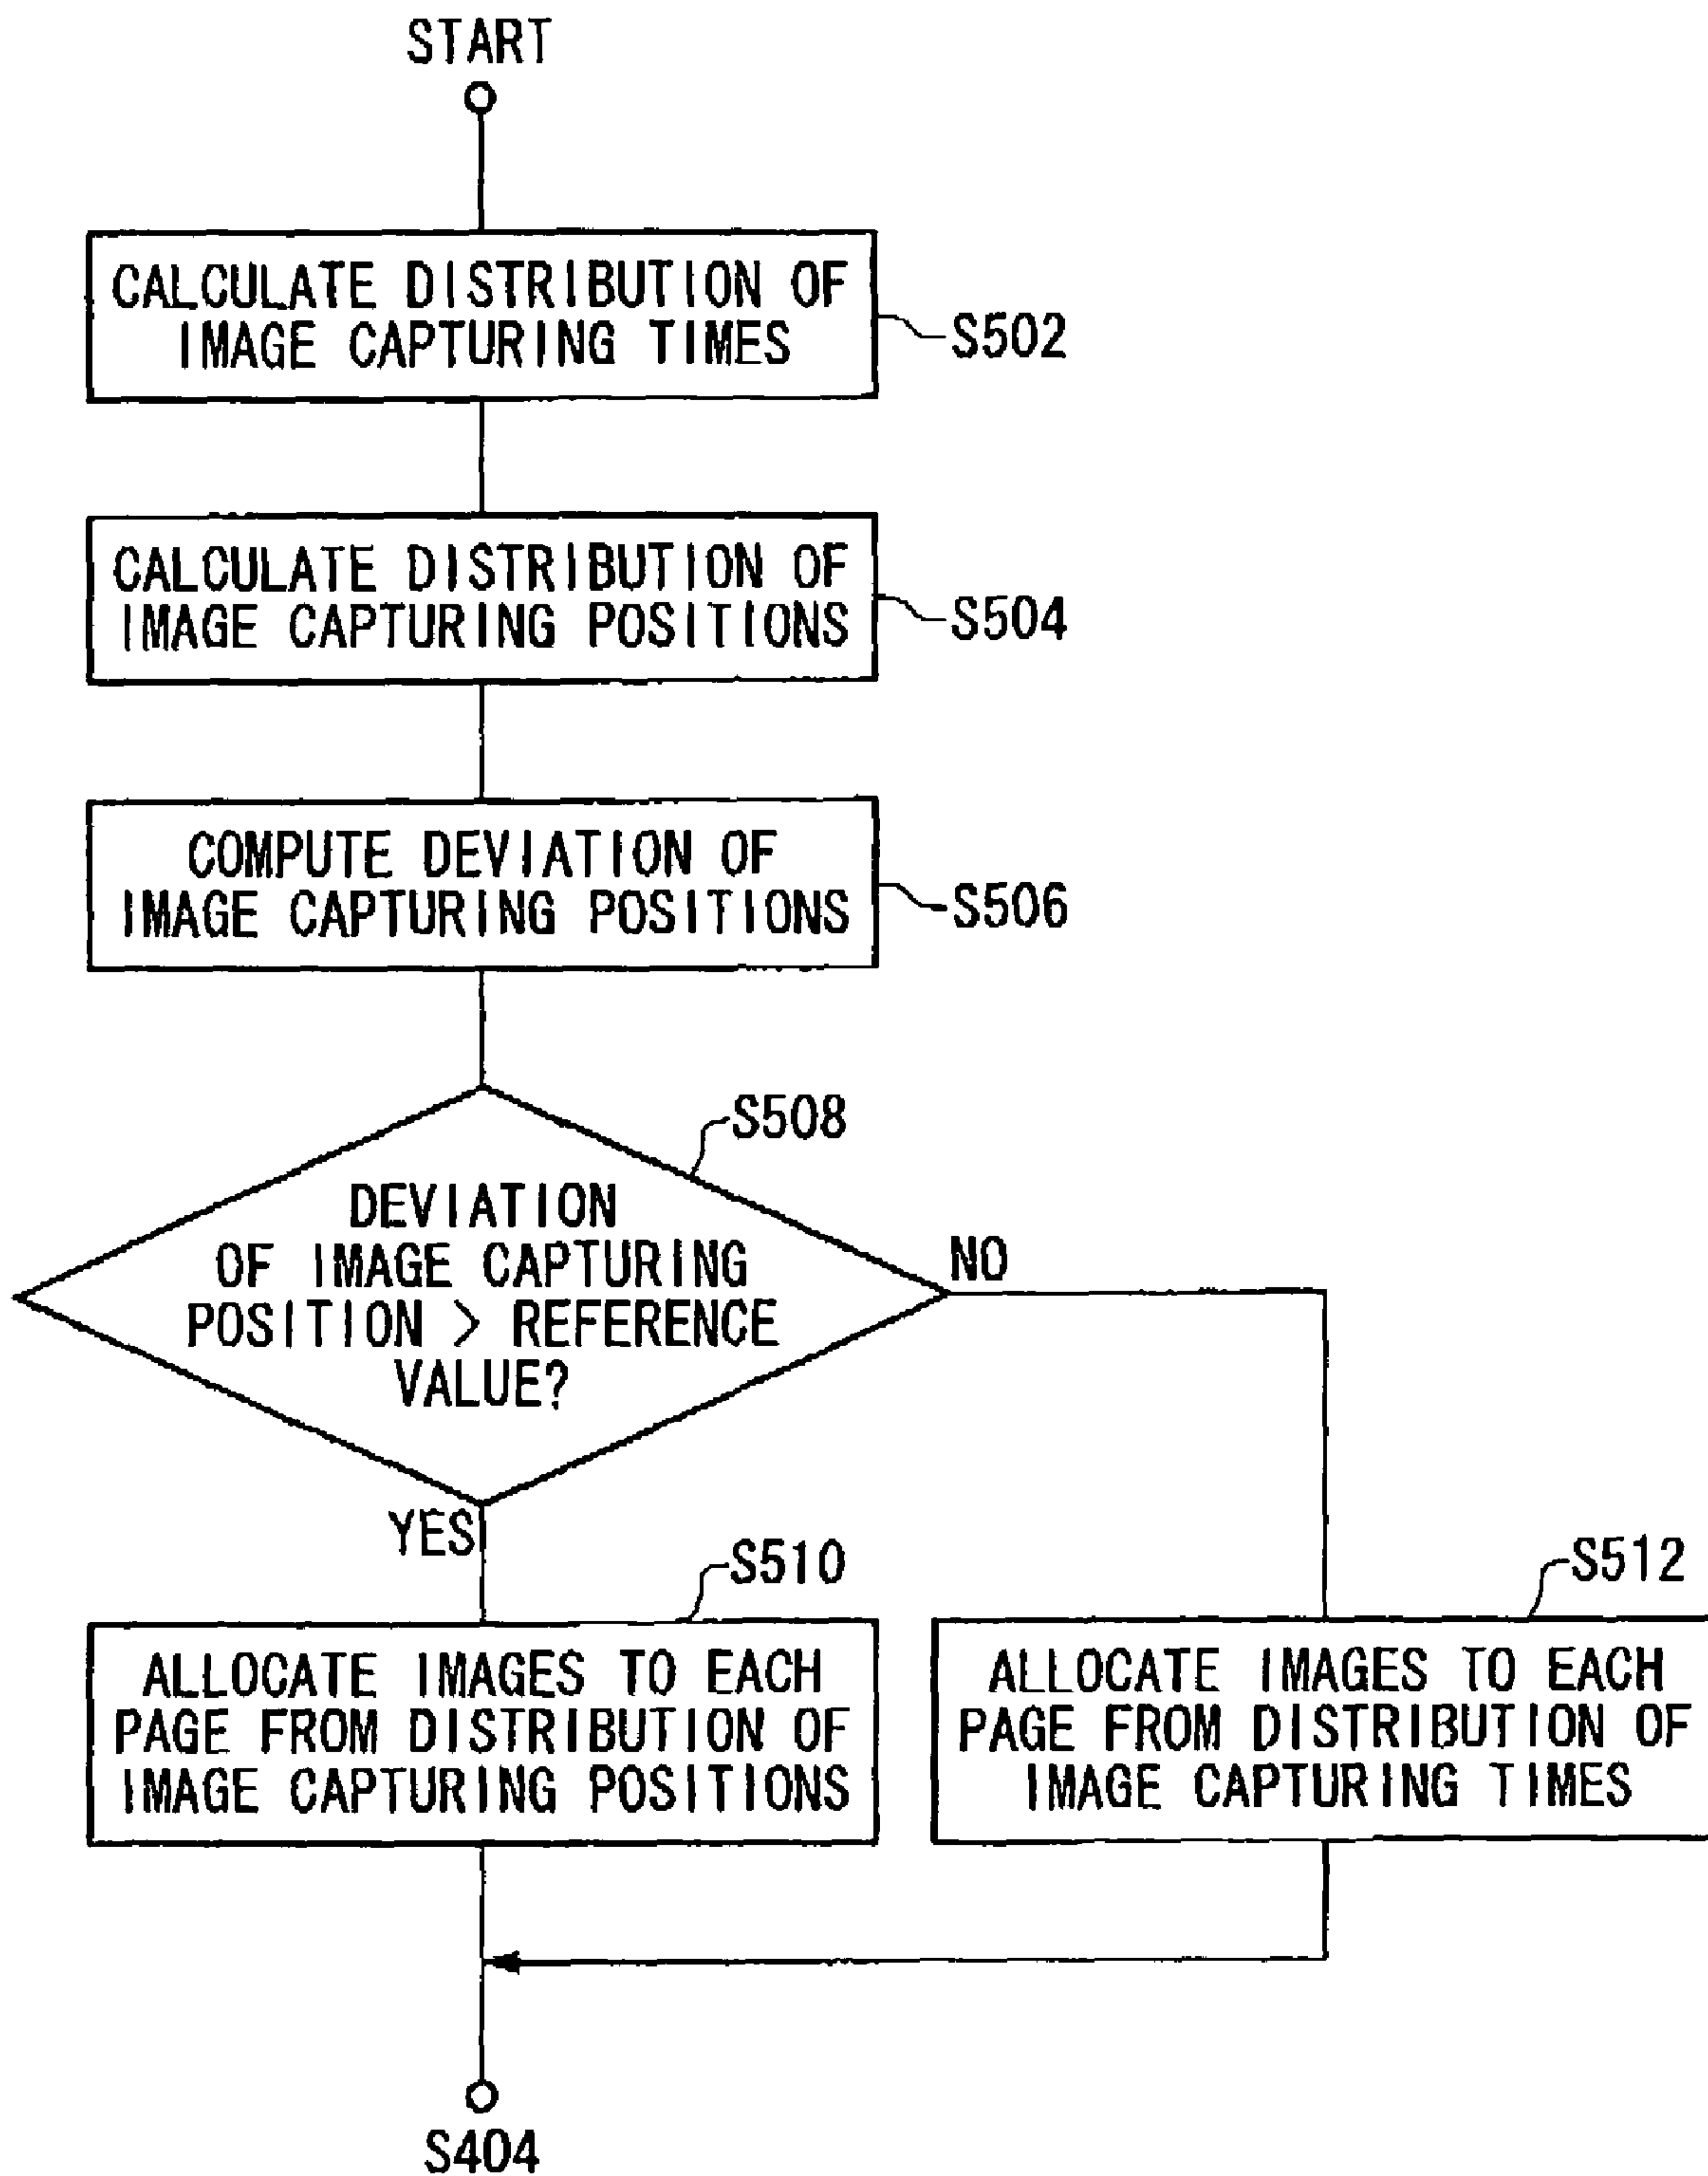 START
CALCULATE DISTRIBUTION OF
IMAGE CAPTURING TIMES
S502
CALCULATE DISTRIBUTION OF
IMAGE CAPTURING POSITIONS
S504
COMPUTE DEVIATION OF
IMAGE CAPTURING POSITIONS
S506
S508
DEVIATION
OF IMAGE CAPTURING
POSITION > REFERENCE
VALUE?
NO
YES
S510
ALLOCATE IMAGES TO EACH
PAGE FROM DISTRIBUTION OF
IMAGE CAPTURING POSITIONS
S512
ALLOCATE IMAGES TO EACH
PAGE FROM DISTRIBUTION OF
IMAGE CAPTURING TIMES
S404